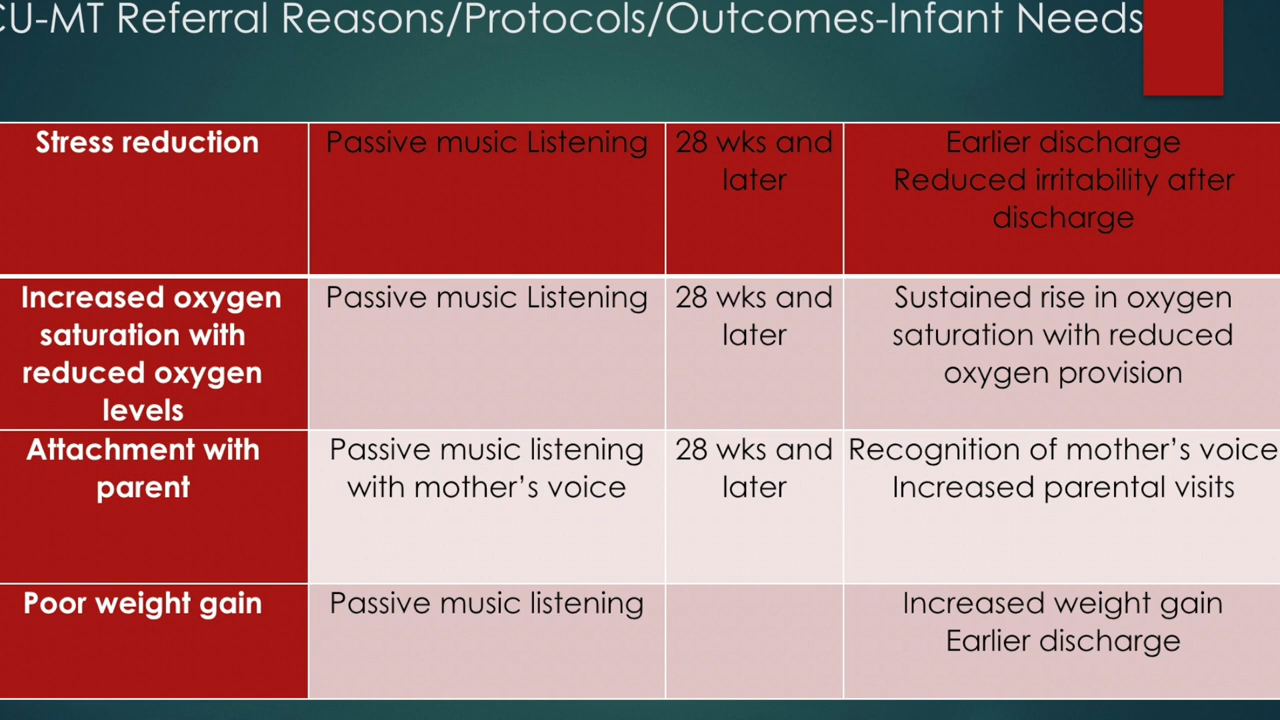 CU-MT Referral Reasons/Protocols/Outcomes-Infant Needs
Stress reduction
Passive music Listening
28 wks and
later
Earlier discharge
Reduced irritability after
discharge
Increased oxygen
saturation with
reduced oxygen
levels
Passive music Listening
28 wks and
later
Sustained rise in oxygen
saturation with reduced
oxygen provision
Attachment with
parent
Passive music listening
with mother’s voice
28 wks and
later
Recognition of mother’s voice
Increased parental visits
Poor weight gain
Passive music listening
Increased weight gain
Earlier discharge